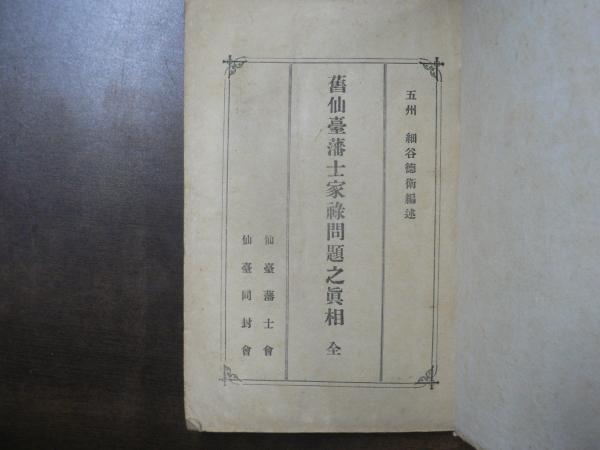 五州 細谷德衛編述
舊仙臺藩士家祿問題之眞相 全
仙臺藩士會
仙臺同封會